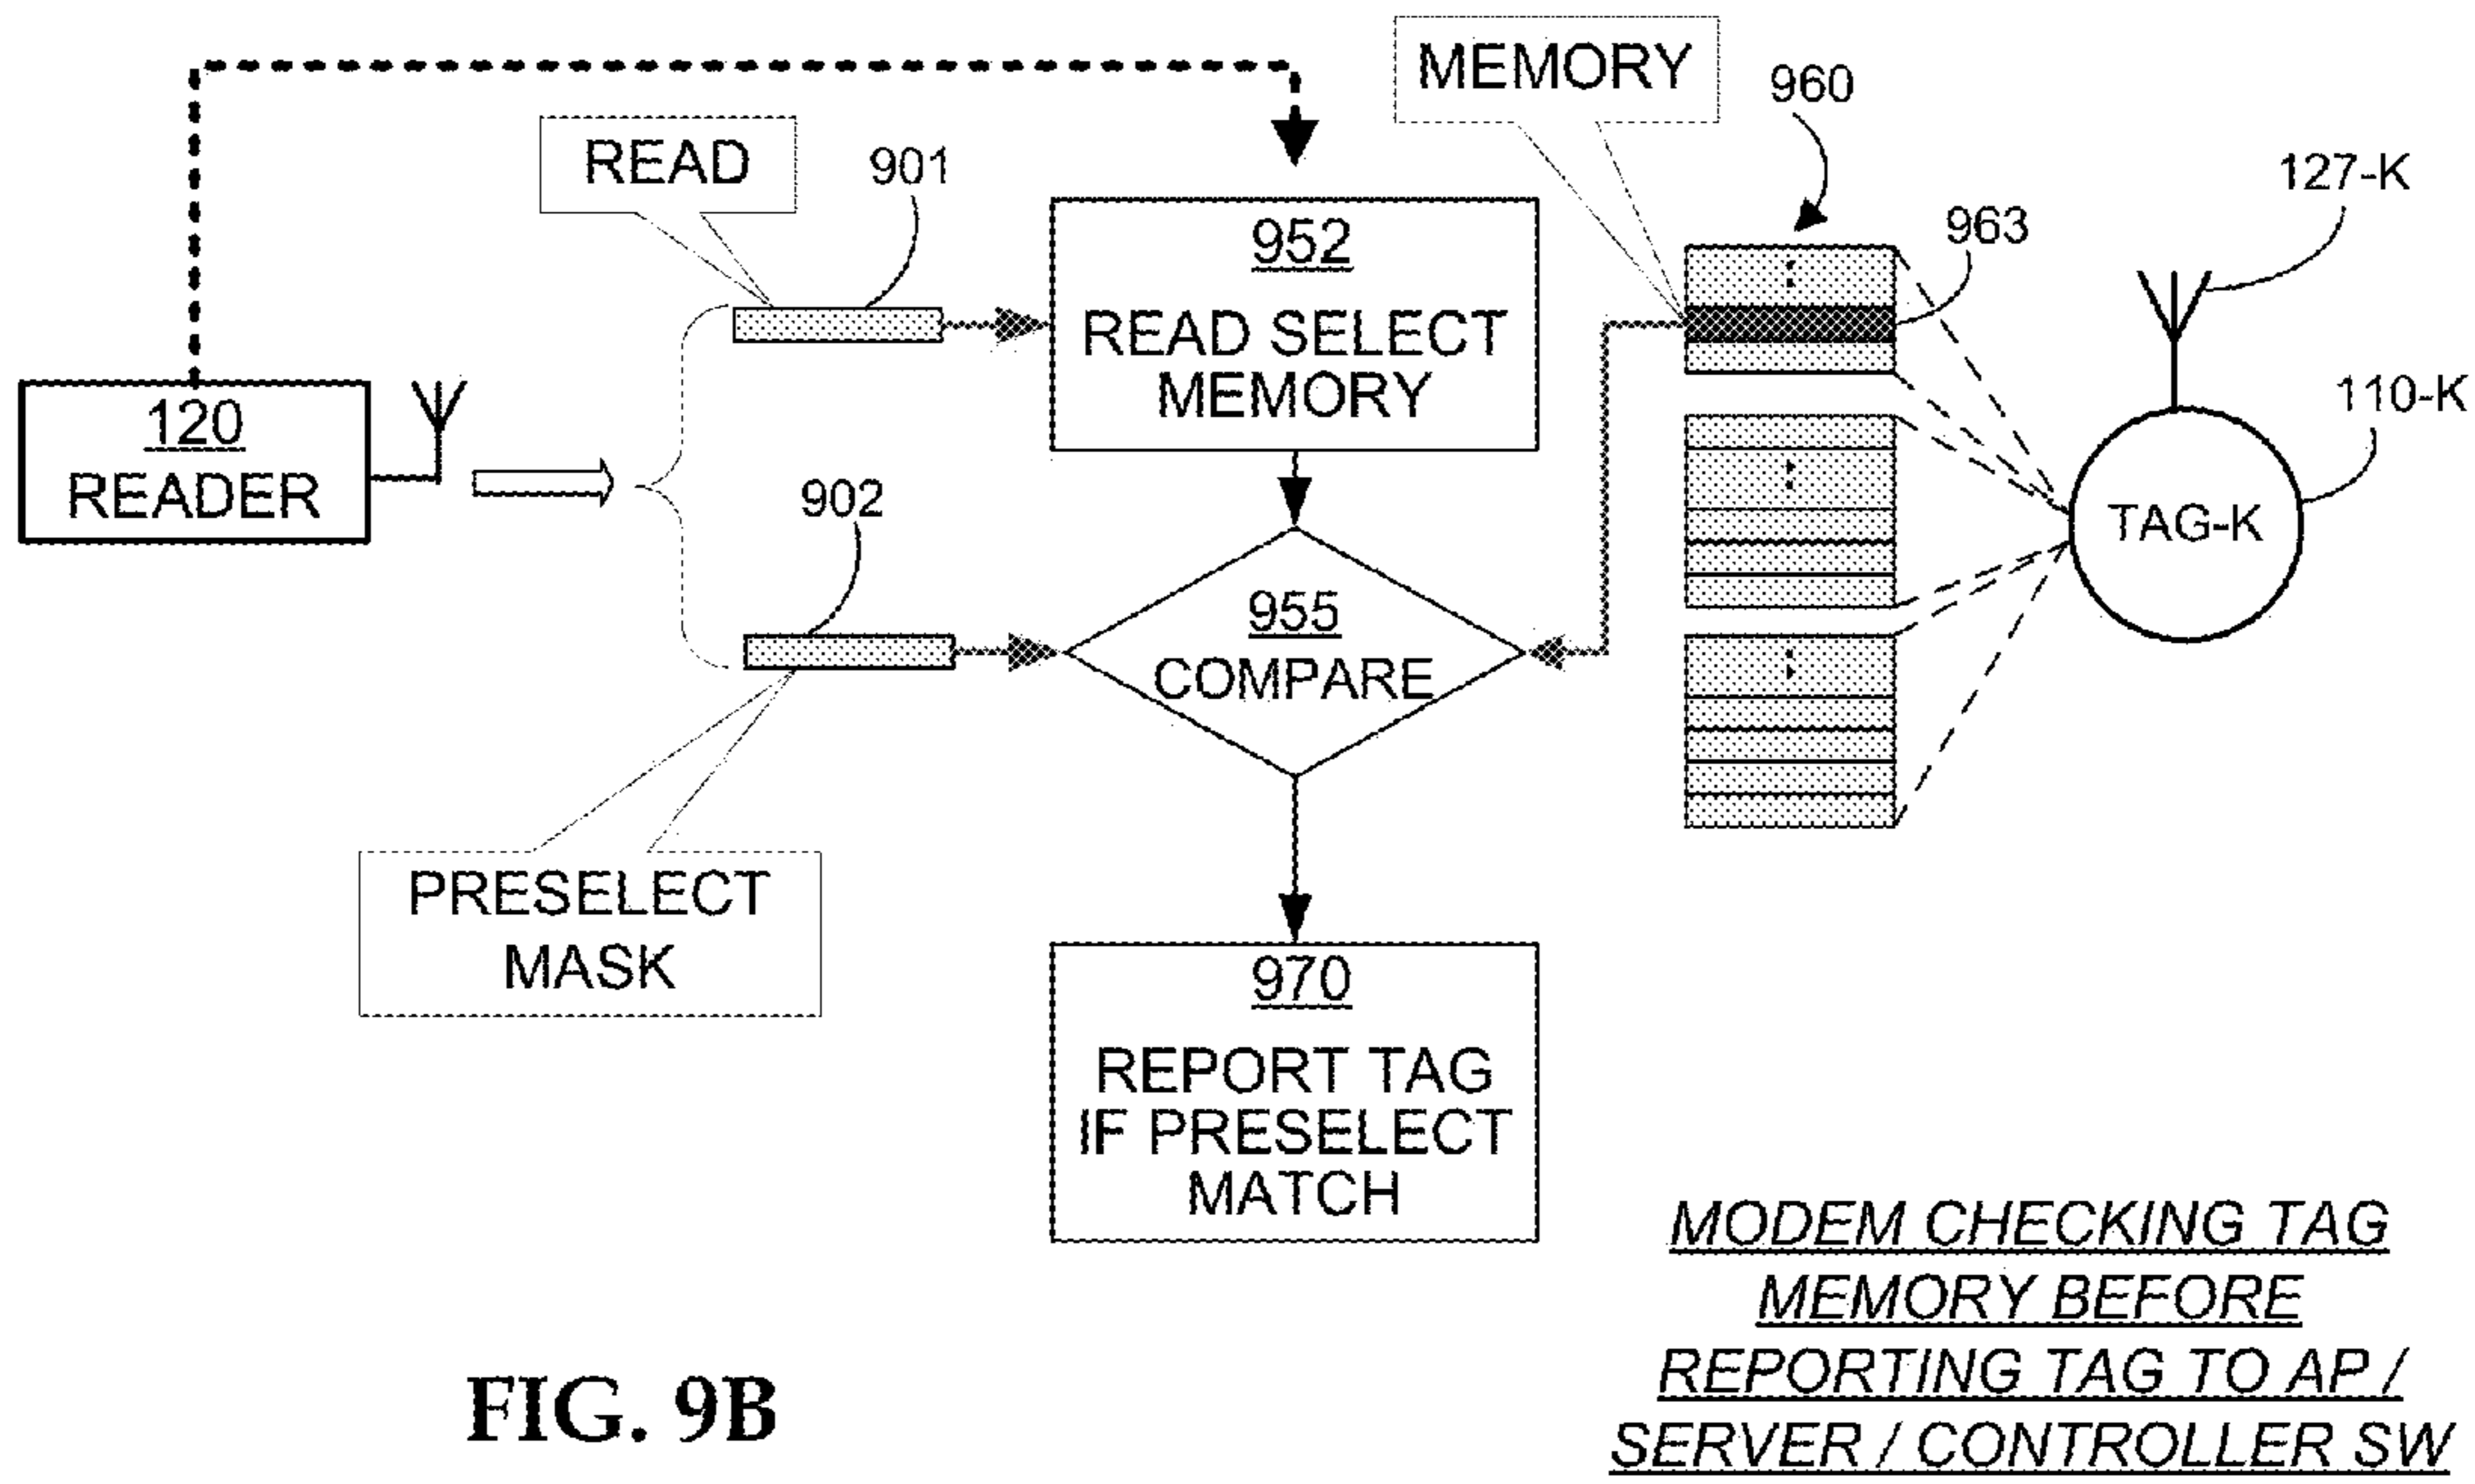 MEMORY
960
READ
901
127-K
963
952
READ SELECT
MEMORY
110-K
120
READER
902
TAG-K
955
COMPARE
PRESELECT
MASK
970
REPORT TAG
IF PRESELECT
MATCH
MODEM CHECKING TAG
MEMORY BEFORE
REPORTING TAG TO AP /
SERVER / CONTROLLER SW
FIG. 9B